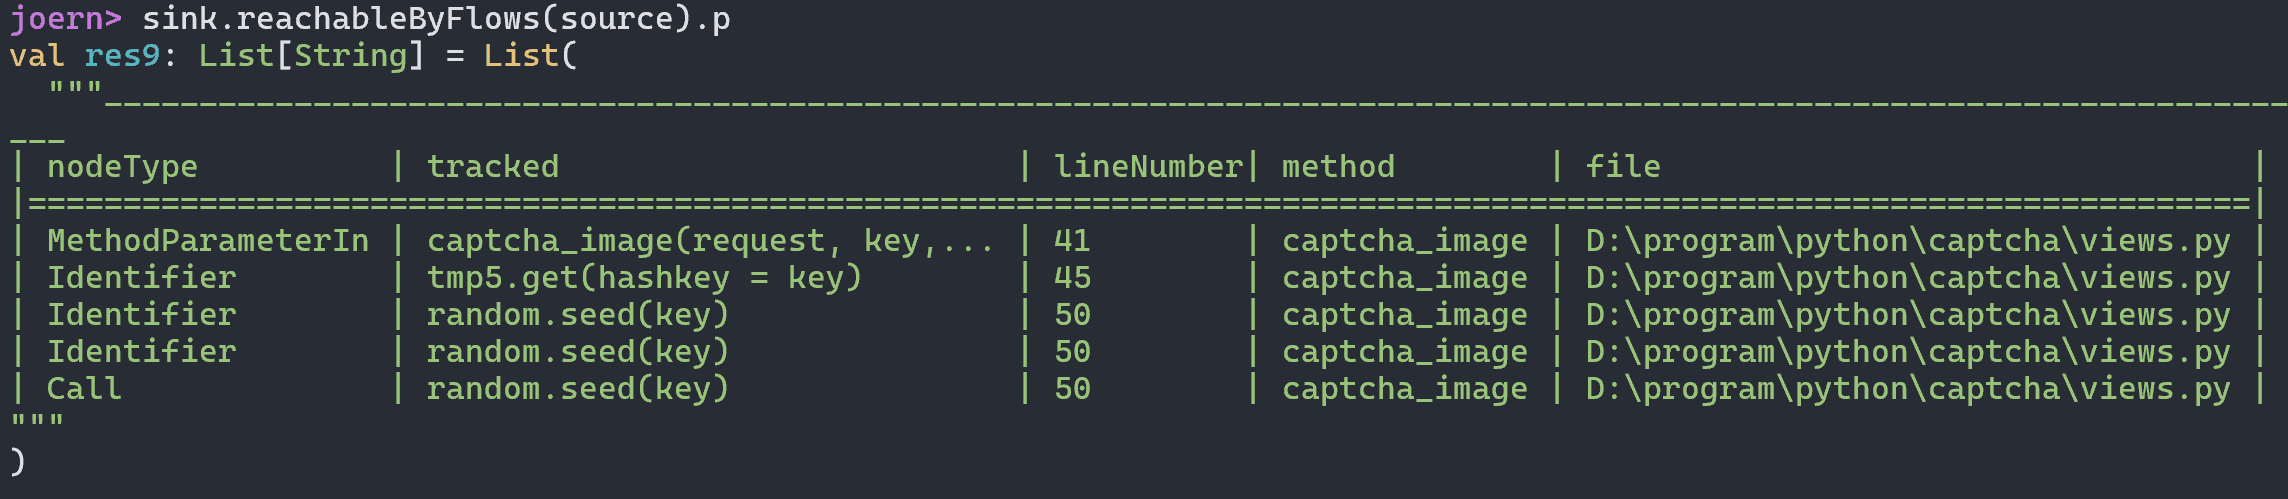 joern> sink.reachableByFlows(source).p
val res9: List[String] = List(
  """___________________________________________________________________________________________________________________
___
| nodeType          | tracked                        | lineNumber| method        | file                               |
|=====================================================================================================================|
| MethodParameterIn | captcha_image(request, key,... | 41        | captcha_image | D:\program\python\captcha\views.py |
| Identifier        | tmp5.get(hashkey = key)        | 45        | captcha_image | D:\program\python\captcha\views.py |
| Identifier        | random.seed(key)               | 50        | captcha_image | D:\program\python\captcha\views.py |
| Identifier        | random.seed(key)               | 50        | captcha_image | D:\program\python\captcha\views.py |
| Call              | random.seed(key)               | 50        | captcha_image | D:\program\python\captcha\views.py |
"""
)